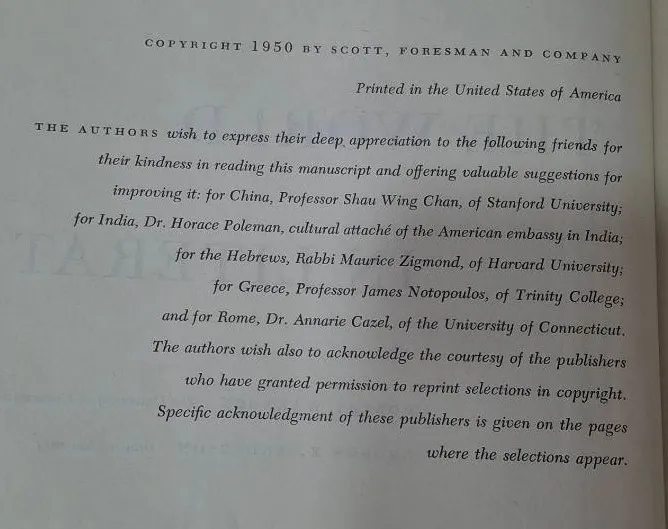 COPYRIGHT 1950 BY SCOTT, FORESMAN AND COMPANY
Printed in the United States of America
THE AUTHORS wish to express their deep appreciation to the following friends for
their kindness in reading this manuscript and offering valuable suggestions for
improving it: for China, Professor Shau Wing Chan, of Stanford University;
for India, Dr. Horace Poleman, cultural attaché of the American embassy in India;
for the Hebrews, Rabbi Maurice Zigmond, of Harvard University;
for Greece, Professor James Notopoulos, of Trinity College;
and for Rome, Dr. Annarie Cazel, of the University of Connecticut.
The authors wish also to acknowledge the courtesy of the publishers
who have granted permission to reprint selections in copyright.
Specific acknowledgment of these publishers is given on the pages
where the selections appear.